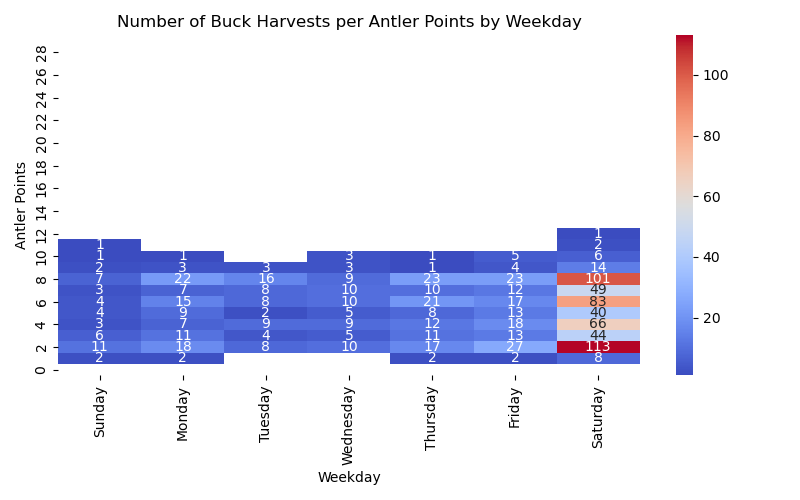 Number of Buck Harvests per Antler Points by Weekday
28
26
24
22
20
18
16
14
12
10
8
6
4
2
0
Antler Points
1
1 2
1 1 3 1 5 6
2 3 3 3 1 4 14
7 22 16 9 23 23 101
3 7 8 10 10 12 49
4 15 8 10 21 17 83
4 9 2 5 8 13 40
3 7 9 9 12 18 66
6 11 4 5 11 13 44
11 18 8 10 17 27 113
2 2 2 2 8
Sunday Monday Tuesday Wednesday Thursday Friday Saturday
Weekday
100
80
60
40
20